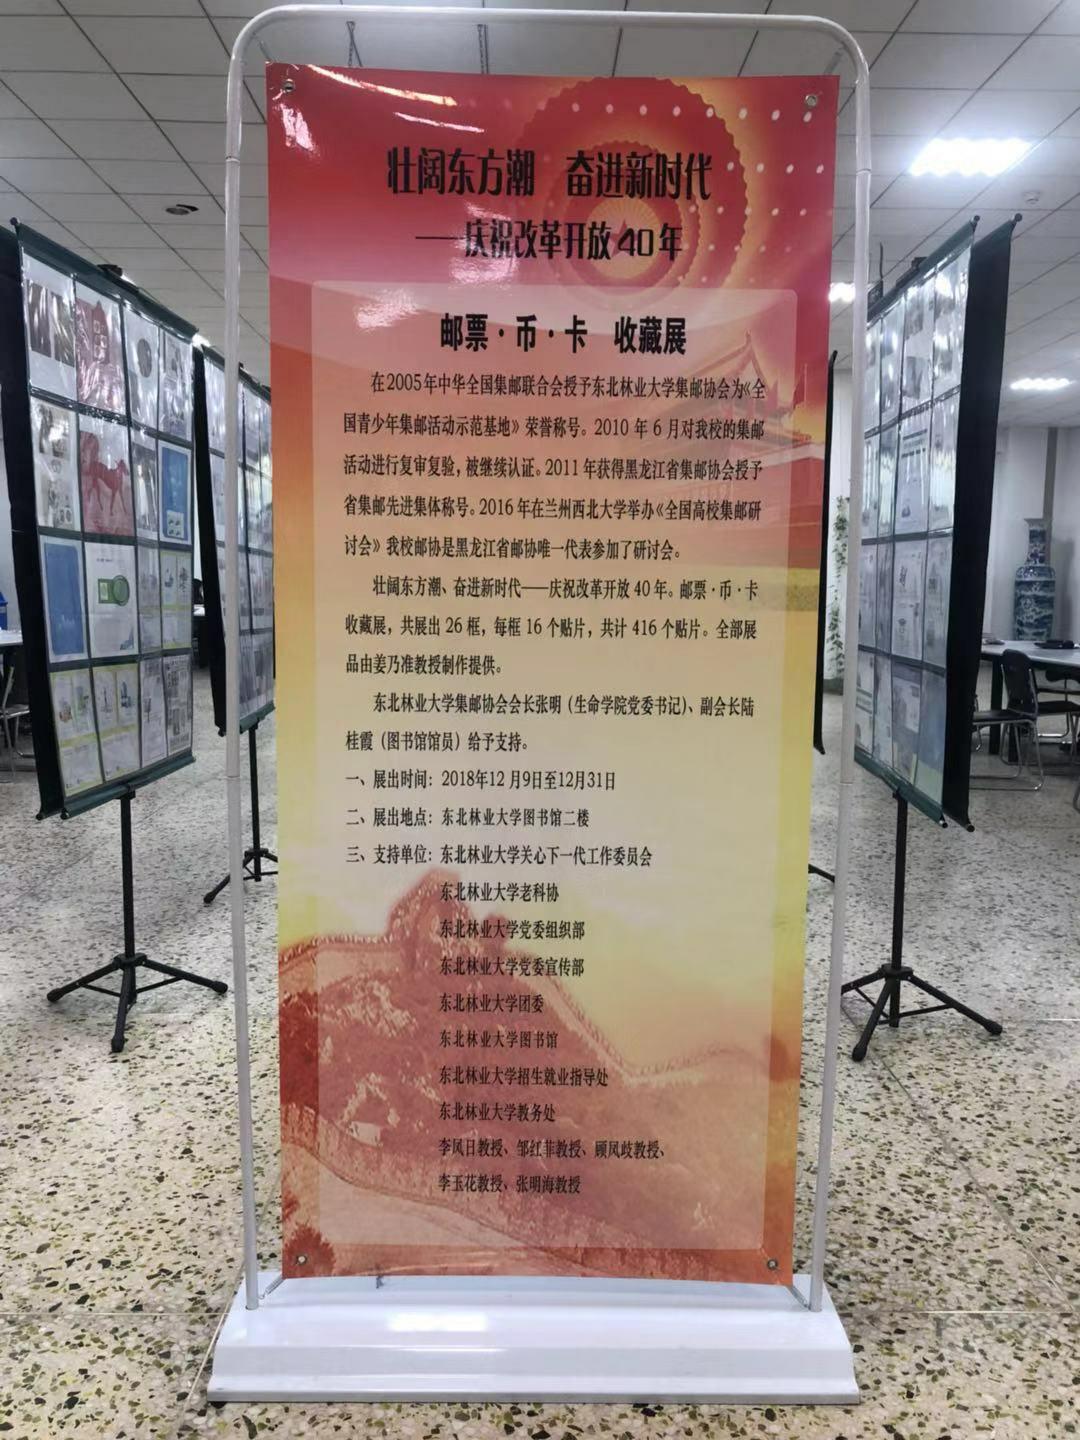 壮阔东方潮 奋进新时代
——庆祝改革开放40年
邮票·币·卡 收藏展
在2005年中华全国集邮联合会授予东北林业大学集邮协会为《全
国青少年集邮活动示范基地》荣誉称号。2010年6月对我校的集邮
活动进行复审复验，被继续认证。2011年获得黑龙江省集邮协会授予
省集邮先进集体称号。2016年在兰州西北大学举办《全国高校集邮研
讨会》我校邮协是黑龙江省邮协唯一代表参加了研讨会。
壮阔东方潮、奋进新时代——庆祝改革开放40年。邮票·币·卡
收藏展，共展出26框，每框16个贴片，共计416个贴片。全部展
品由姜乃准教授制作提供。
东北林业大学集邮协会会长张明（生命学院党委书记）、副会长陆
桂霞（图书馆馆员）给予支持。
一、展出时间：2018年12月9日至12月31日
二、展出地点：东北林业大学图书馆二楼
三、支持单位：东北林业大学关心下一代工作委员会
东北林业大学老科协
东北林业大学党委组织部
东北林业大学党委宣传部
东北林业大学团委
东北林业大学图书馆
东北林业大学招生就业指导处
东北林业大学教务处
李凤日教授、邹红菲教授、顾凤歧教授、
李玉花教授、张明海教授